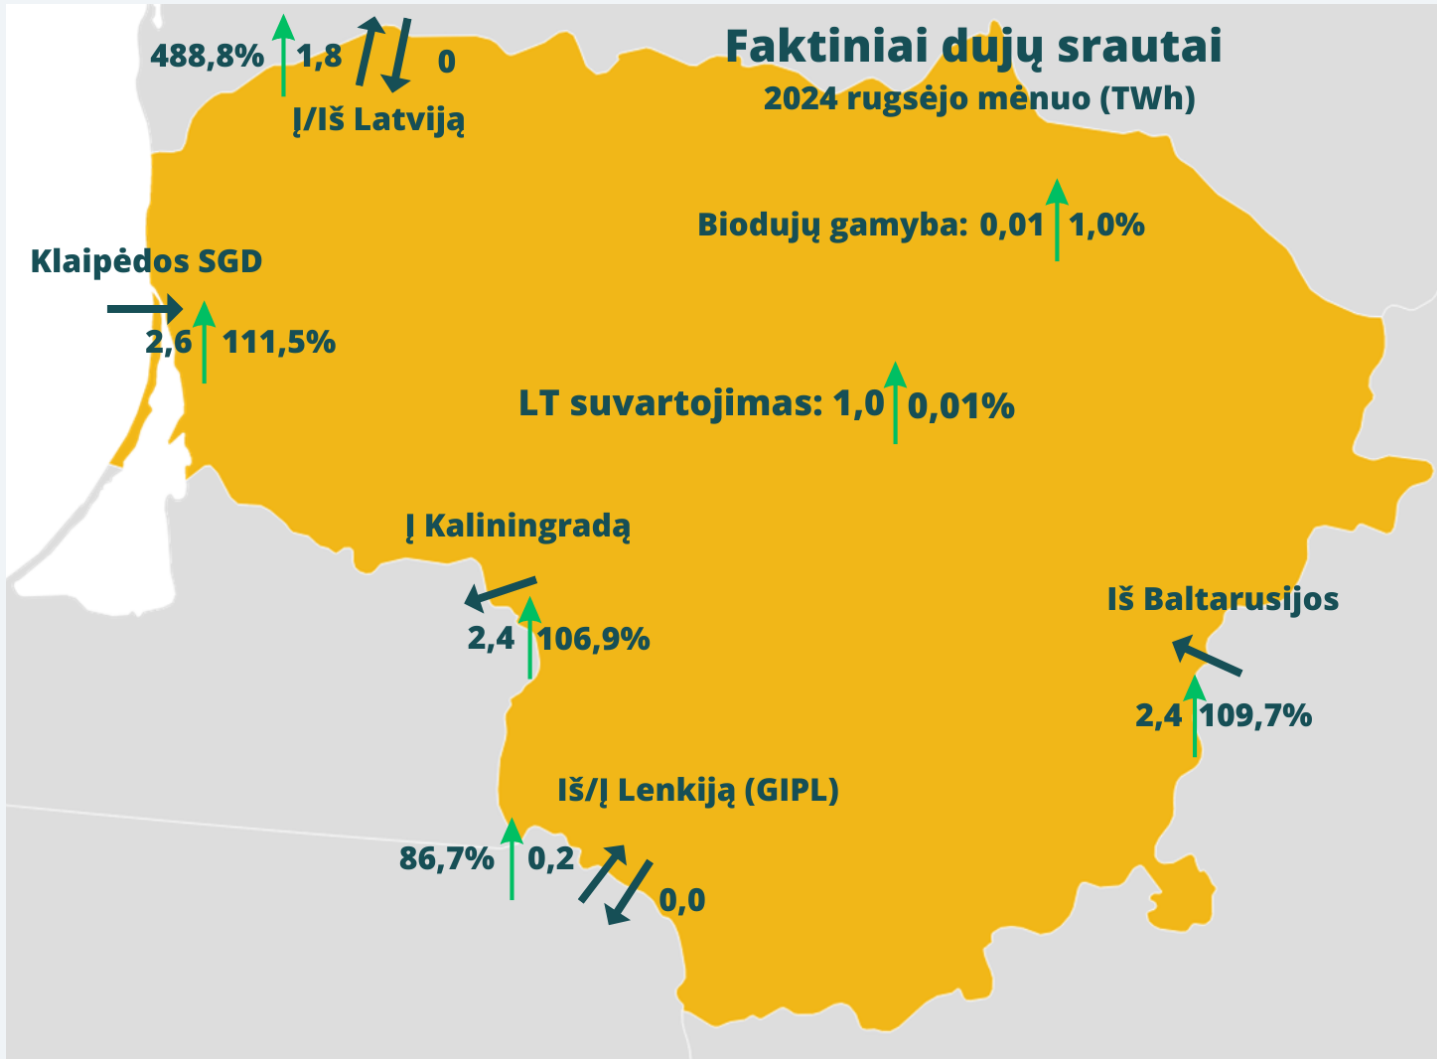 Faktiniai dujų srautai
2024 rugsėjo mėnuo (TWh)
488,8% 1,8 0
Į/Iš Latviją
Biodujų gamyba: 0,01 1,0%
Klaipėdos SGD
2,6 111,5%
LT suvartojimas: 1,0 0,01%
Į Kaliningradą
2,4 106,9%
Iš Baltarusijos
2,4 109,7%
Iš/Į Lenkiją (GIPL)
86,7% 0,2
0,0